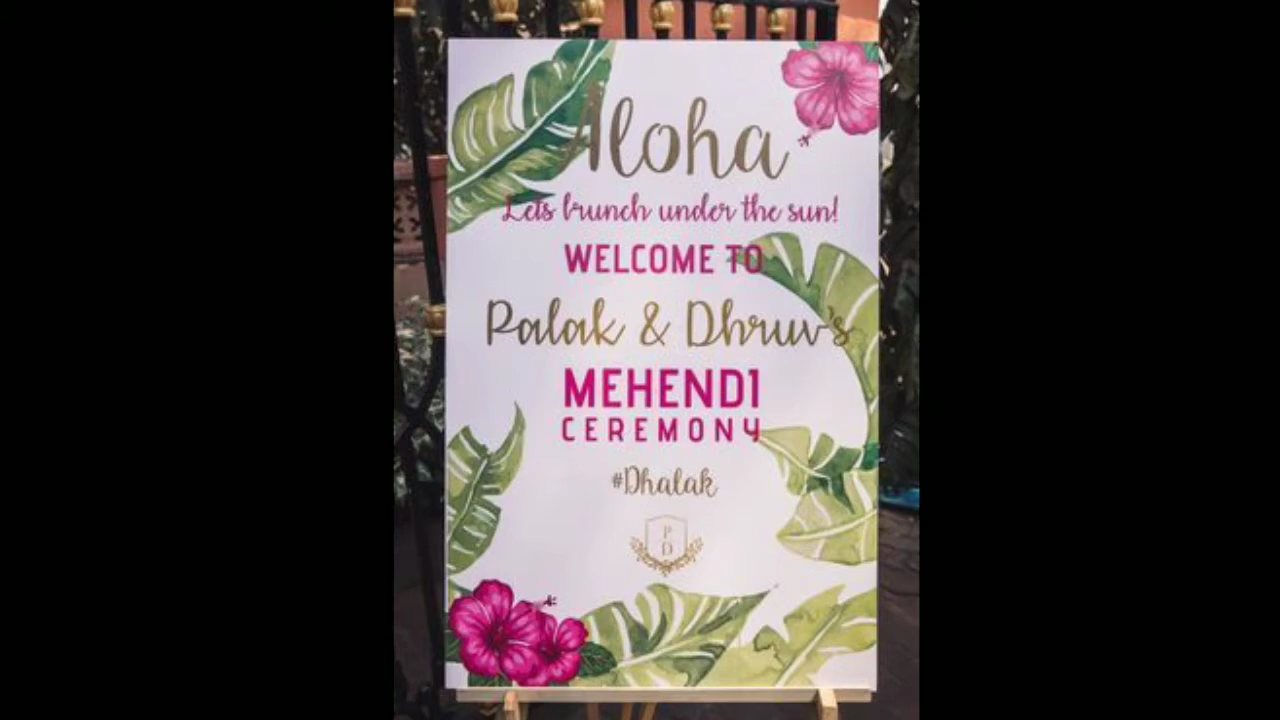 Aloha
Lets brunch under the sun!
WELCOME TO
Palak & Dhruv's
MEHENDI
CEREMONY
#Dhalak
P
D